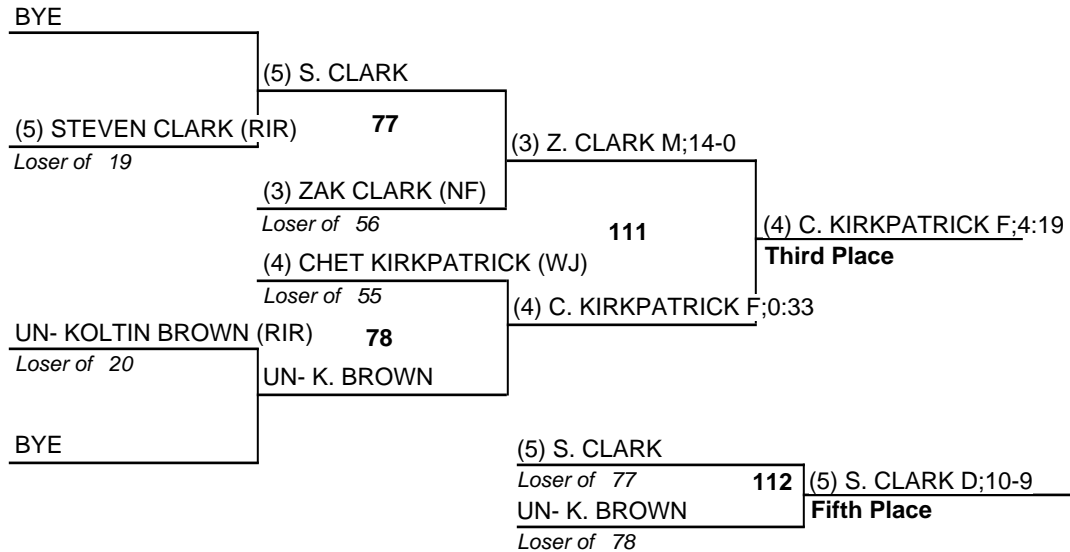 BYE
(5) S. CLARK
(5) STEVEN CLARK (RIR)
77
Loser of 19
(3) Z. CLARK M;14-0
(3) ZAK CLARK (NF)
Loser of 56
111
(4) C. KIRKPATRICK F;4:19
Third Place
(4) CHET KIRKPATRICK (WJ)
Loser of 55
(4) C. KIRKPATRICK F;0:33
UN- KOLTIN BROWN (RIR)
78
Loser of 20
UN- K. BROWN
BYE
(5) S. CLARK
Loser of 77
112
(5) S. CLARK D;10-9
UN- K. BROWN
Fifth Place
Loser of 78